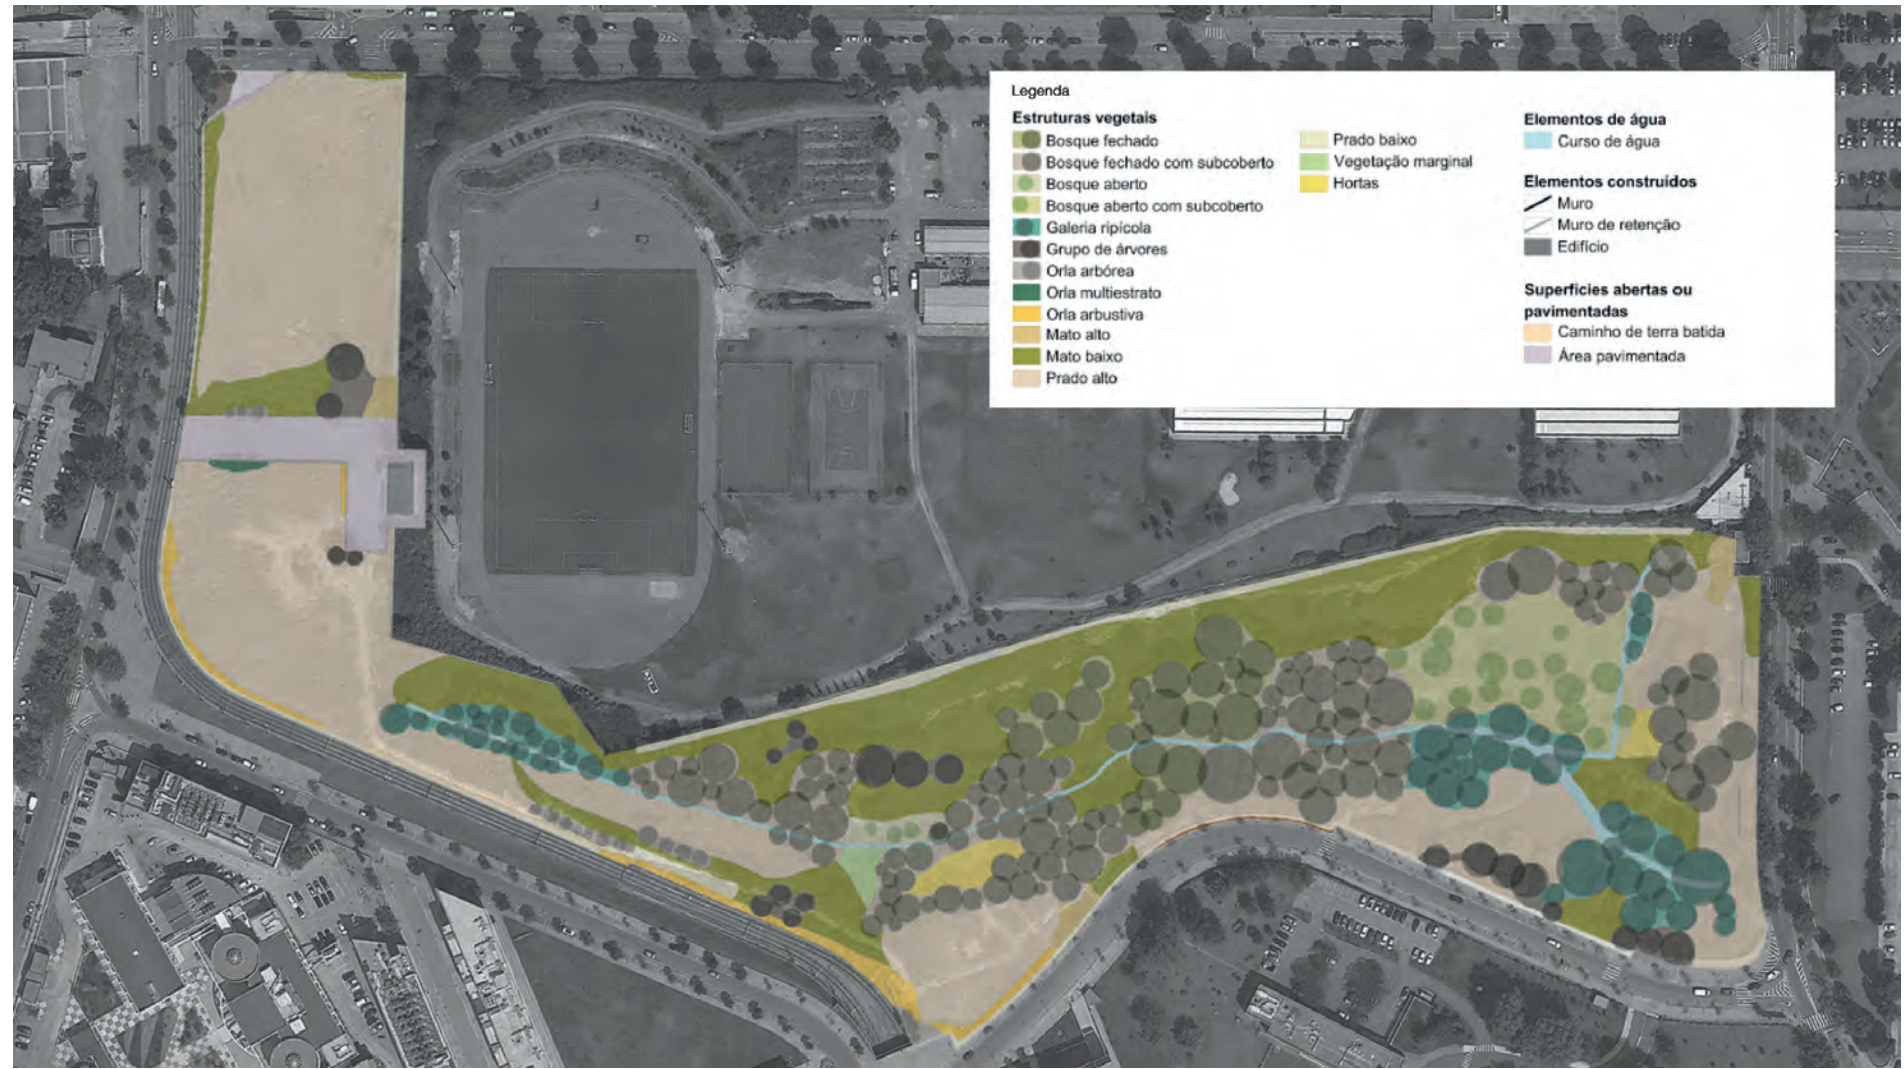 Legenda
Estruturas vegetais
Bosque fechado
Bosque fechado com subcoberto
Bosque aberto
Bosque aberto com subcoberto
Galeria ripícola
Grupo de árvores
Orla arbórea
Orla multiestrato
Orla arbustiva
Mato alto
Mato baixo
Prado alto
Prado baixo
Vegetação marginal
Hortas
Elementos de água
Curso de água
Elementos construídos
Muro
Muro de retenção
Edifício
Superfícies abertas ou
pavimentadas
Caminho de terra batida
Área pavimentada